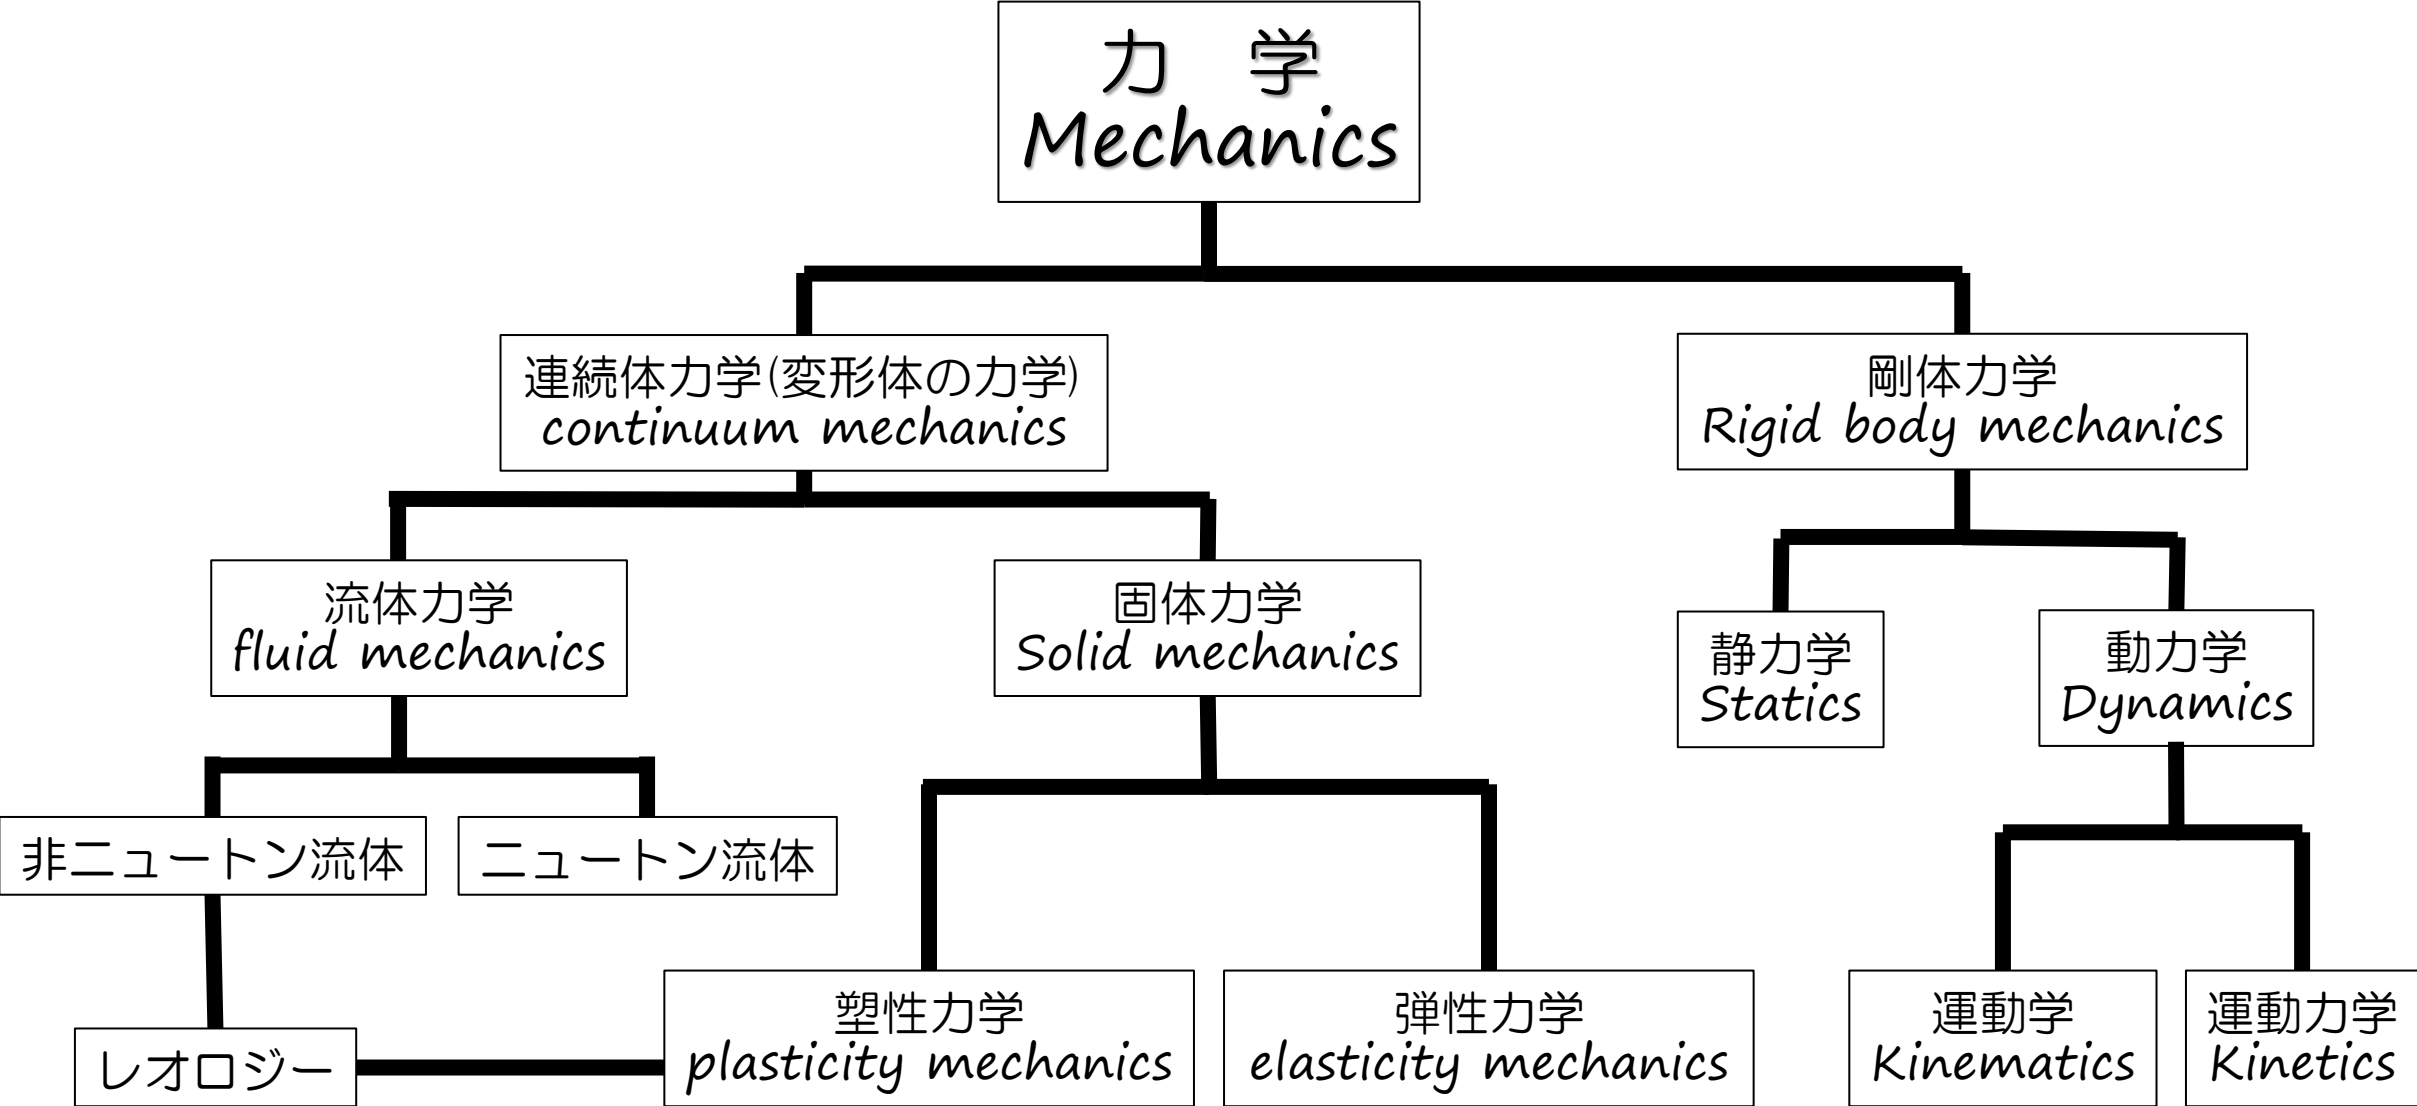 力　学
Mechanics
連続体力学(変形体の力学)
continuum mechanics
剛体力学
Rigid body mechanics
流体力学
fluid mechanics
固体力学
Solid mechanics
静力学
Statics
動力学
Dynamics
非ニュートン流体
ニュートン流体
レオロジー
塑性力学
plasticity mechanics
弾性力学
elasticity mechanics
運動学
Kinematics
運動力学
Kinetics